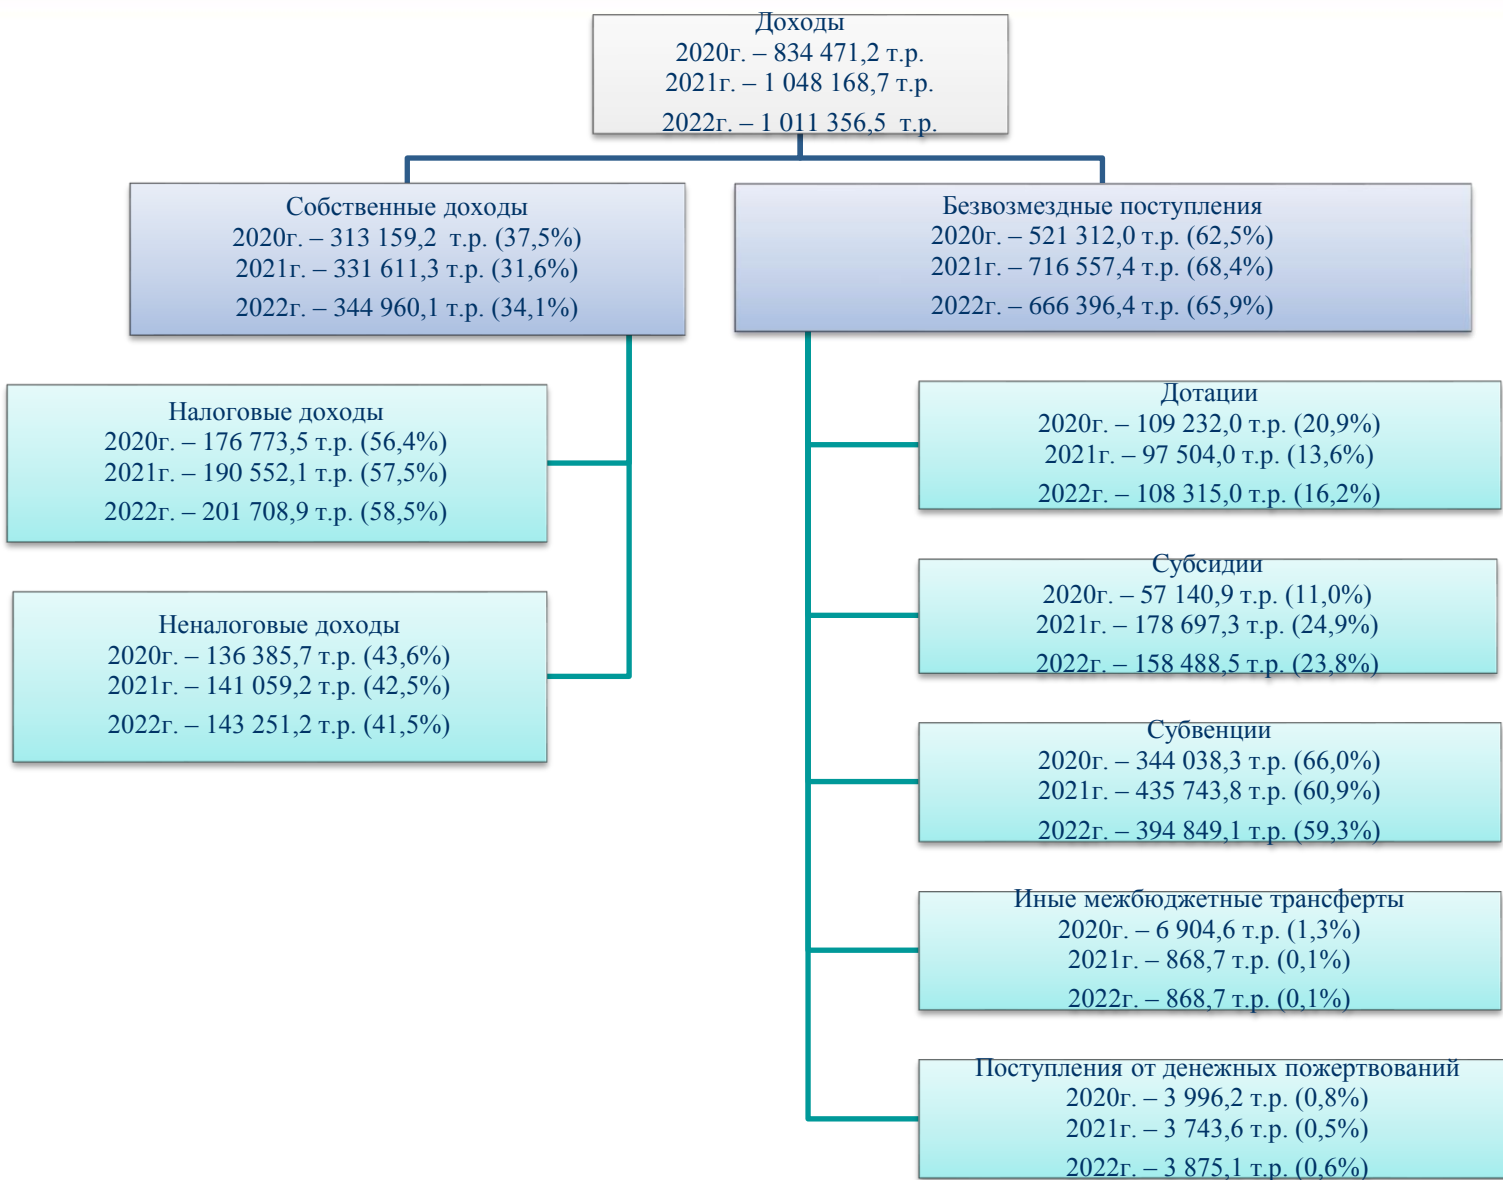 Доходы
2020г. – 834 471,2 т.р.
2021г. – 1 048 168,7 т.р.
2022г. – 1 011 356,5 т.р.
Собственные доходы
2020г. – 313 159,2 т.р. (37,5%)
2021г. – 331 611,3 т.р. (31,6%)
2022г. – 344 960,1 т.р. (34,1%)
Безвозмездные поступления
2020г. – 521 312,0 т.р. (62,5%)
2021г. – 716 557,4 т.р. (68,4%)
2022г. – 666 396,4 т.р. (65,9%)
Налоговые доходы
2020г. – 176 773,5 т.р. (56,4%)
2021г. – 190 552,1 т.р. (57,5%)
2022г. – 201 708,9 т.р. (58,5%)
Неналоговые доходы
2020г. – 136 385,7 т.р. (43,6%)
2021г. – 141 059,2 т.р. (42,5%)
2022г. – 143 251,2 т.р. (41,5%)
Дотации
2020г. – 109 232,0 т.р. (20,9%)
2021г. – 97 504,0 т.р. (13,6%)
2022г. – 108 315,0 т.р. (16,2%)
Субсидии
2020г. – 57 140,9 т.р. (11,0%)
2021г. – 178 697,3 т.р. (24,9%)
2022г. – 158 488,5 т.р. (23,8%)
Субвенции
2020г. – 344 038,3 т.р. (66,0%)
2021г. – 435 743,8 т.р. (60,9%)
2022г. – 394 849,1 т.р. (59,3%)
Иные межбюджетные трансферты
2020г. – 6 904,6 т.р. (1,3%)
2021г. – 868,7 т.р. (0,1%)
2022г. – 868,7 т.р. (0,1%)
Поступления от денежных пожертвований
2020г. – 3 996,2 т.р. (0,8%)
2021г. – 3 743,6 т.р. (0,5%)
2022г. – 3 875,1 т.р. (0,6%)